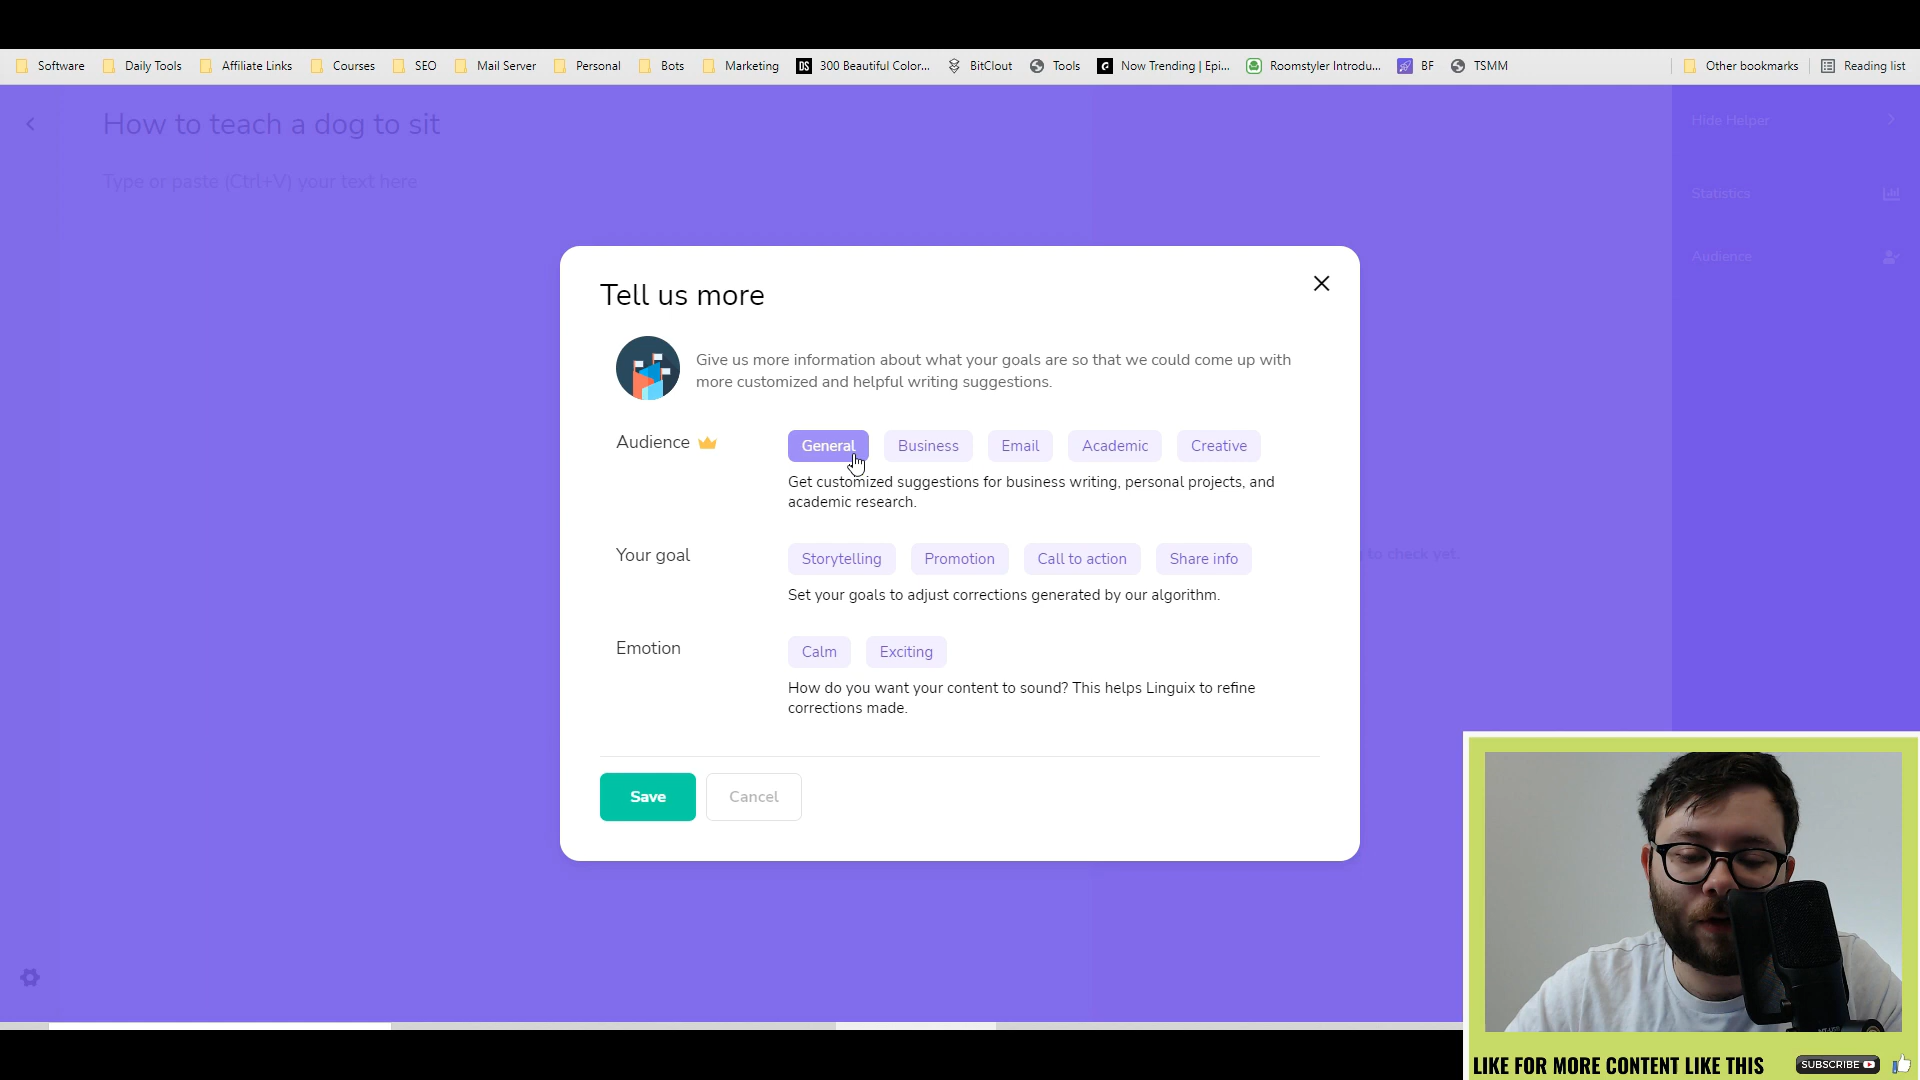 Software Daily Tools Affiliate Links Courses SEO Mail Server Personal Bots Marketing DS 300 Beautiful Color... BitClout Tools Now Trending | Epi... Roomstyler Introdu... BF TSMM Other bookmarks Reading list
How to teach a dog to sit
Hide Helper
Type or paste (Ctrl+V) your text here
Statistics
Audience
Tell us more
Give us more information about what your goals are so that we could come up with
more customized and helpful writing suggestions.
Audience General Business Email Academic Creative
Get customized suggestions for business writing, personal projects, and
academic research.
Your goal Storytelling Promotion Call to action Share info
to check yet.
Set your goals to adjust corrections generated by our algorithm.
Emotion Calm Exciting
How do you want your content to sound? This helps Linguix to refine
corrections made.
Save Cancel
LIKE FOR MORE CONTENT LIKE THIS SUBSCRIBE